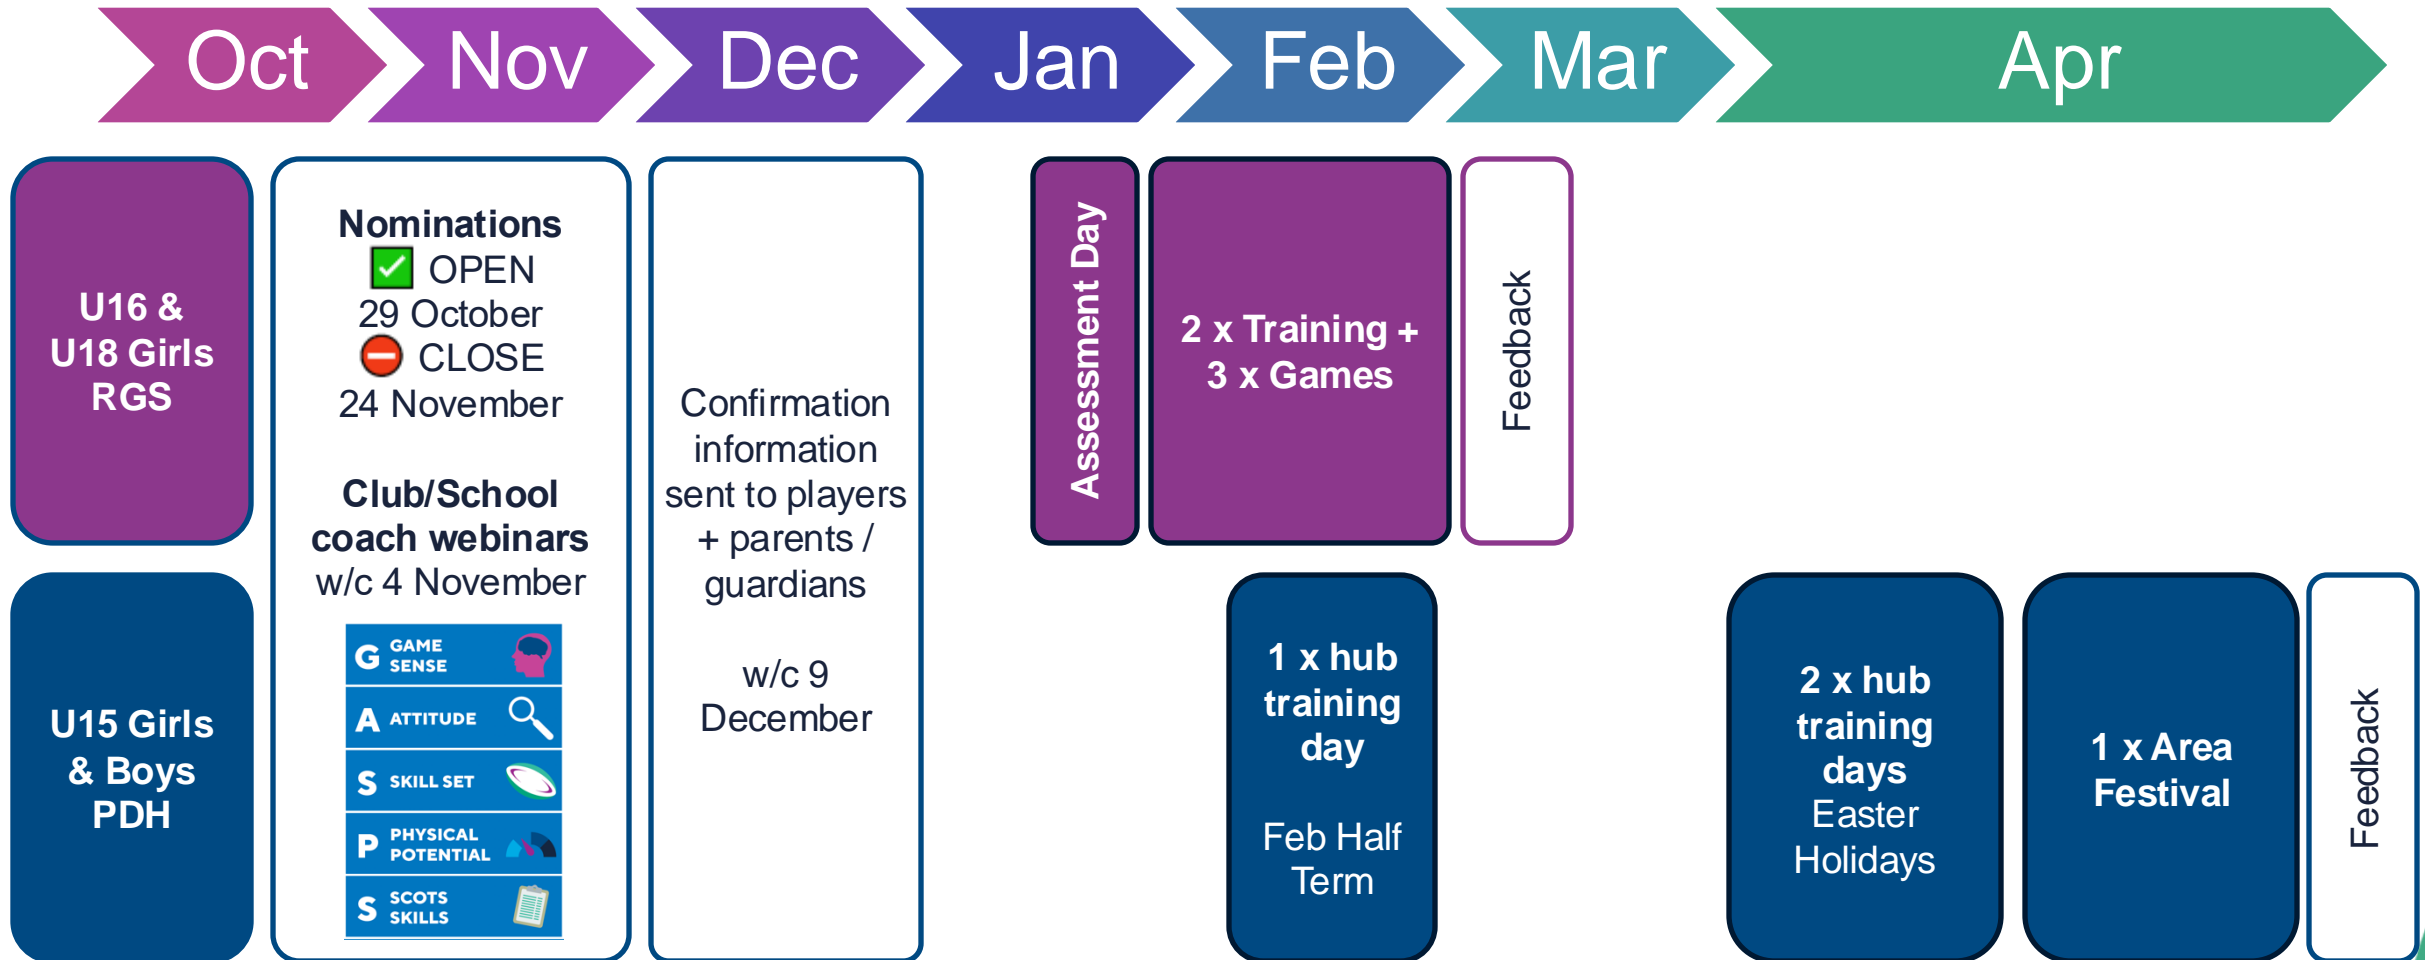 Oct
Nov
Dec
Jan
Feb
Mar
Apr
U16 &
U18 Girls
RGS
Nominations
✅ OPEN
29 October
⛔ CLOSE
24 November
Club/School
coach webinars
w/c 4 November
G GAME
SENSE
A ATTITUDE
S SKILL SET
P PHYSICAL
POTENTIAL
S SCOTS
SKILLS
Confirmation
information
sent to players
+ parents /
guardians
w/c 9
December
Assessment Day
2 x Training +
3 x Games
Feedback
U15 Girls
& Boys
PDH
1 x hub
training
day
Feb Half
Term
2 x hub
training
days
Easter
Holidays
1 x Area
Festival
Feedback